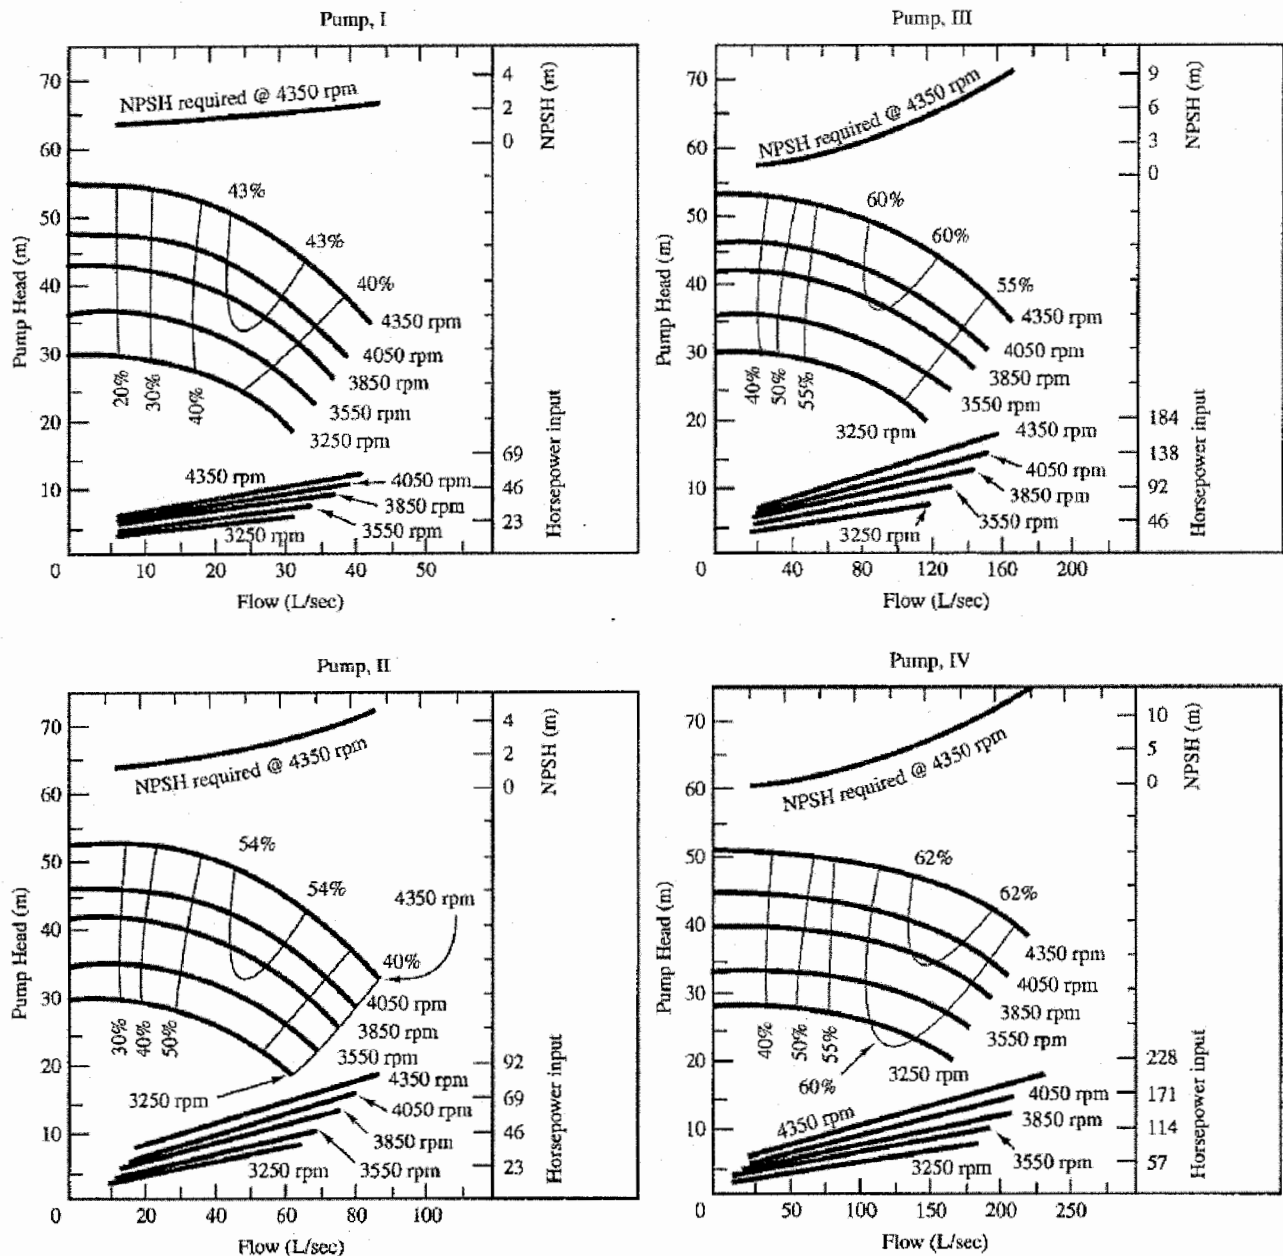 Pump, I
NPSH required @ 4350 rpm
NPSH (m)
4
2
0
70
60
50
40
30
20
10
Pump Head (m)
43%
43%
40%
4350 rpm
4050 rpm
3850 rpm
3550 rpm
3250 rpm
20%
30%
40%
4350 rpm
4050 rpm
3850 rpm
3550 rpm
3250 rpm
69
46
23
Horsepower input
0 10 20 30 40 50
Flow (L/sec)
Pump, III
NPSH required @ 4350 rpm
NPSH (m)
9
6
3
0
70
60
50
40
30
20
10
Pump Head (m)
60%
60%
55%
4350 rpm
4050 rpm
3850 rpm
3550 rpm
3250 rpm
40%
50%
55%
4350 rpm
4050 rpm
3850 rpm
3550 rpm
3250 rpm
184
138
92
46
Horsepower input
0 40 80 120 160 200
Flow (L/sec)
Pump, II
NPSH required @ 4350 rpm
NPSH (m)
4
2
0
70
60
50
40
30
20
10
Pump Head (m)
54%
54%
4350 rpm
40%
4050 rpm
3850 rpm
3550 rpm
3250 rpm
30%
40%
50%
4350 rpm
4050 rpm
3850 rpm
3550 rpm
3250 rpm
92
69
46
23
Horsepower input
0 20 40 60 80 100
Flow (L/sec)
Pump, IV
NPSH required @ 4350 rpm
NPSH (m)
10
5
0
70
60
50
40
30
20
10
Pump Head (m)
62%
62%
4350 rpm
4050 rpm
3850 rpm
3550 rpm
3250 rpm
40%
50%
55%
60%
4350 rpm
4050 rpm
3850 rpm
3550 rpm
3250 rpm
228
171
114
57
Horsepower input
0 50 100 150 200 250
Flow (L/sec)